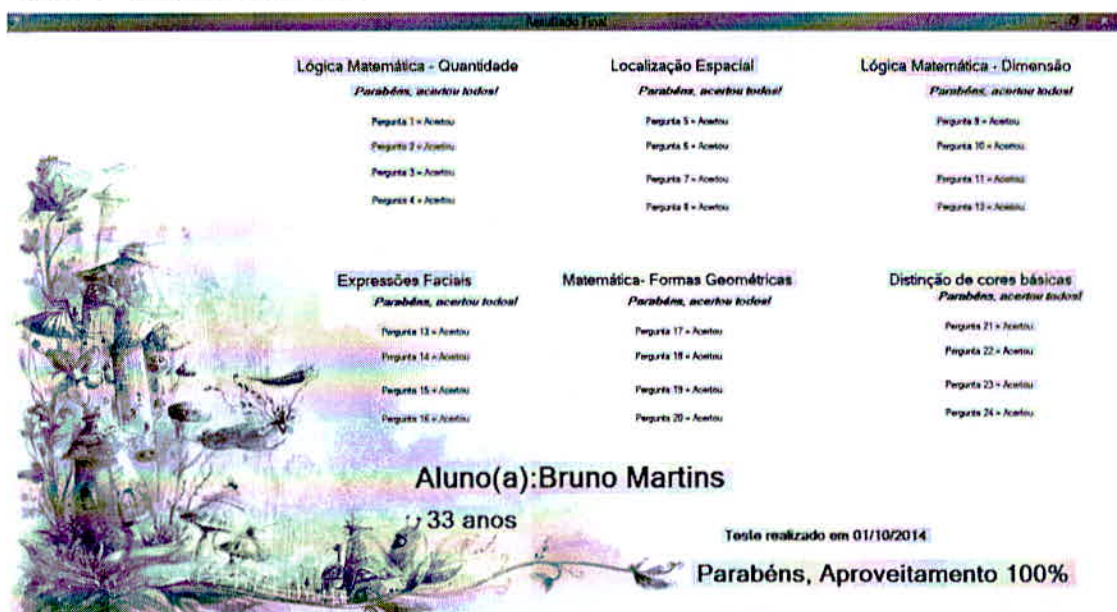 Resultado Final
Lógica Matemática - Quantidade
Parabéns, acertou todos!
Pergunta 1 = Acertou
Pergunta 2 = Acertou
Pergunta 3 = Acertou
Pergunta 4 = Acertou
Localização Espacial
Parabéns, acertou todos!
Pergunta 5 = Acertou
Pergunta 6 = Acertou
Pergunta 7 = Acertou
Pergunta 8 = Acertou
Lógica Matemática - Dimensão
Parabéns, acertou todos!
Pergunta 9 = Acertou
Pergunta 10 = Acertou
Pergunta 11 = Acertou
Pergunta 12 = Acertou
Expressões Faciais
Parabéns, acertou todos!
Pergunta 13 = Acertou
Pergunta 14 = Acertou
Pergunta 15 = Acertou
Pergunta 16 = Acertou
Matemática- Formas Geométricas
Parabéns, acertou todos!
Pergunta 17 = Acertou
Pergunta 18 = Acertou
Pergunta 19 = Acertou
Pergunta 20 = Acertou
Distinção de cores básicas
Parabéns, acertou todos!
Pergunta 21 = Acertou
Pergunta 22 = Acertou
Pergunta 23 = Acertou
Pergunta 24 = Acertou
Aluno(a):Bruno Martins
33 anos
Teste realizado em 01/10/2014
Parabéns, Aproveitamento 100%